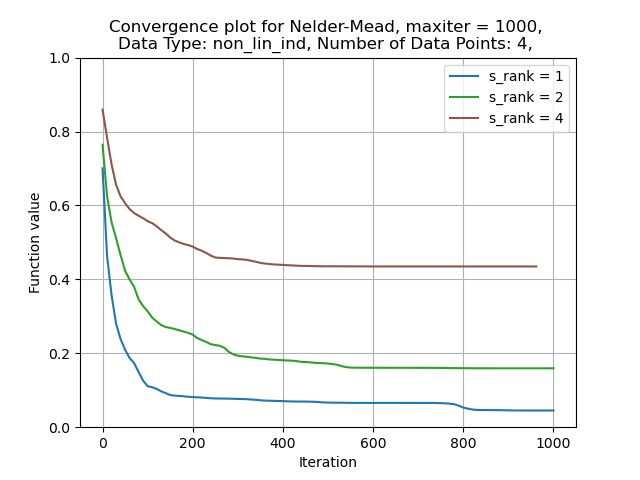 Convergence plot for Nelder-Mead, maxiter = 1000,
Data Type: non_lin_ind, Number of Data Points: 4,
s_rank = 1
s_rank = 2
s_rank = 4
Function value
1.0
0.8
0.6
0.4
0.2
0.0
0 200 400 600 800 1000
Iteration